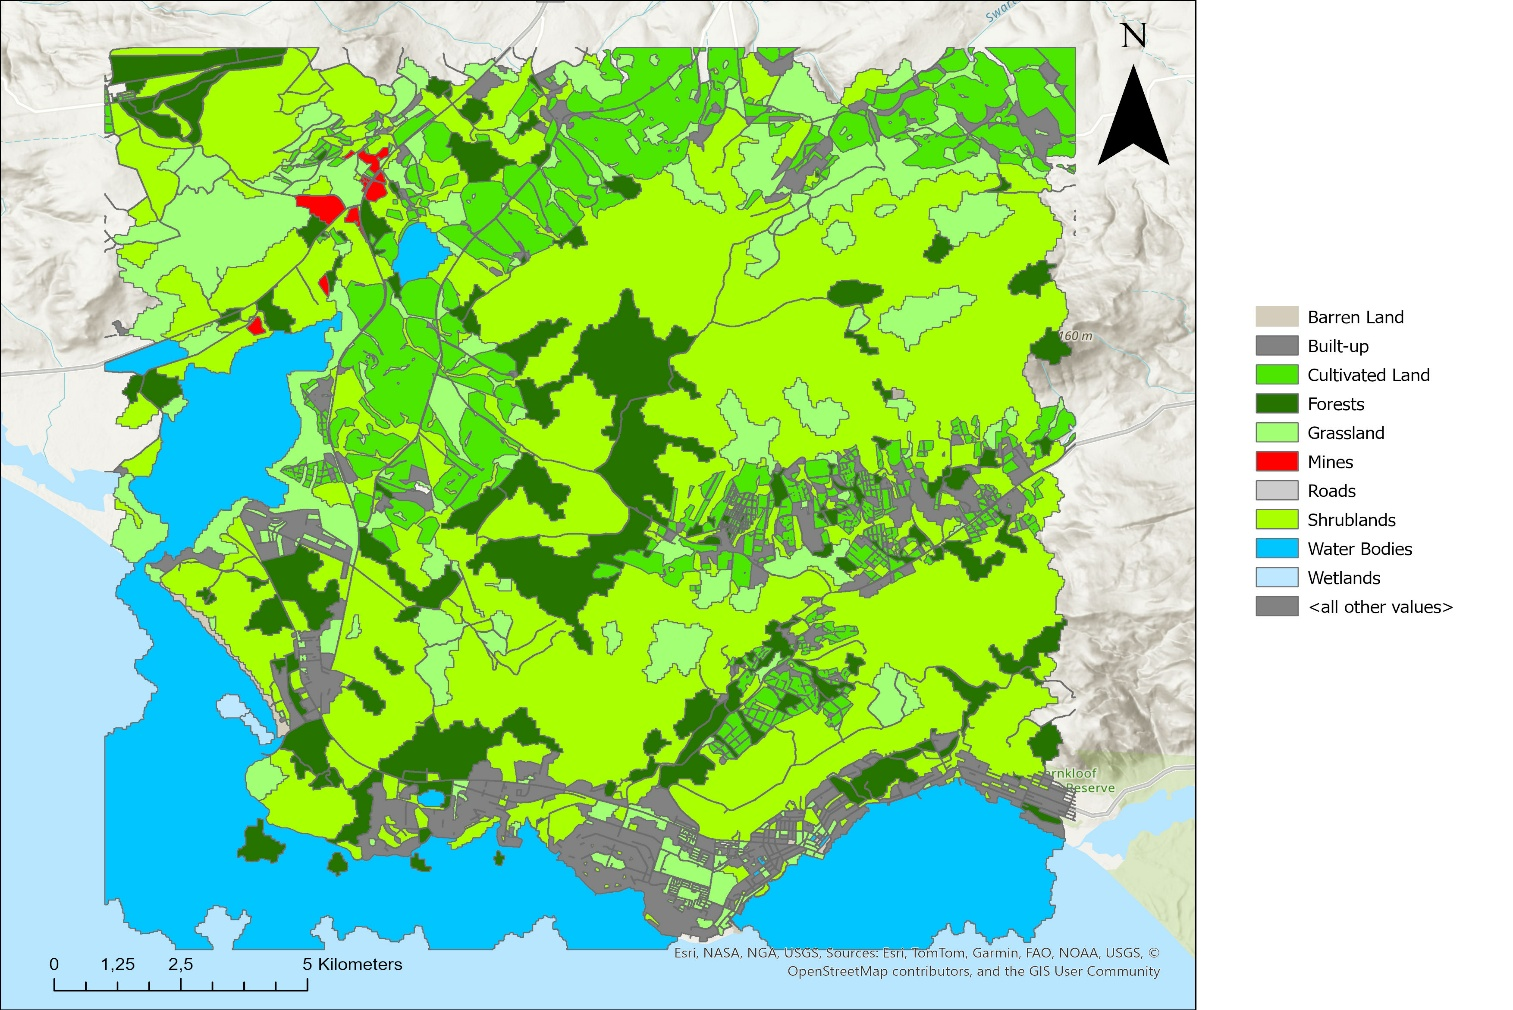 Swart
N
160 m
ernkloof
Reserve
Barren Land
Built-up
Cultivated Land
Forests
Grassland
Mines
Roads
Shrublands
Water Bodies
Wetlands
<all other values>
0 1,25 2,5 5 Kilometers
Esri, NASA, NGA, USGS, Sources: Esri, TomTom, Garmin, FAO, NOAA, USGS, ©
OpenStreetMap contributors, and the GIS User Community